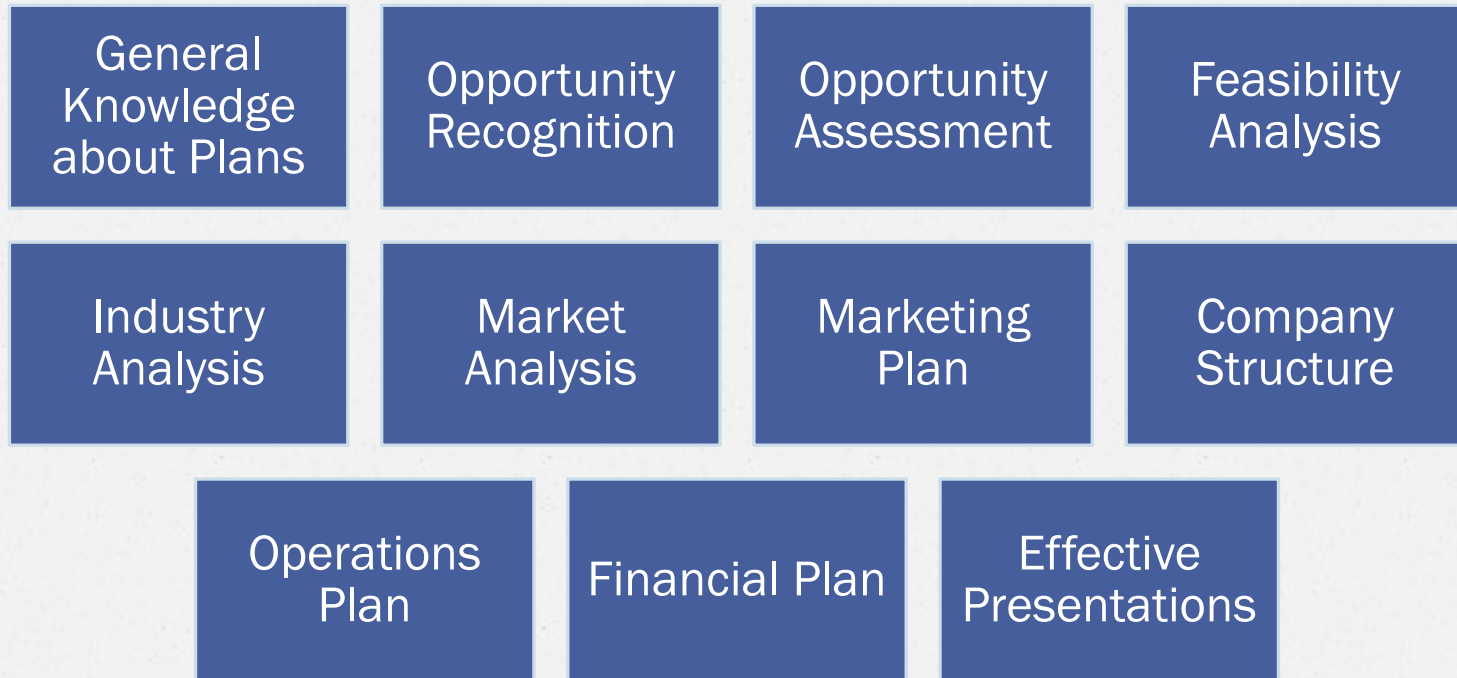 General
Knowledge
about Plans
Opportunity
Recognition
Opportunity
Assessment
Feasibility
Analysis
Industry
Analysis
Market
Analysis
Marketing
Plan
Company
Structure
Operations
Plan
Financial Plan
Effective
Presentations